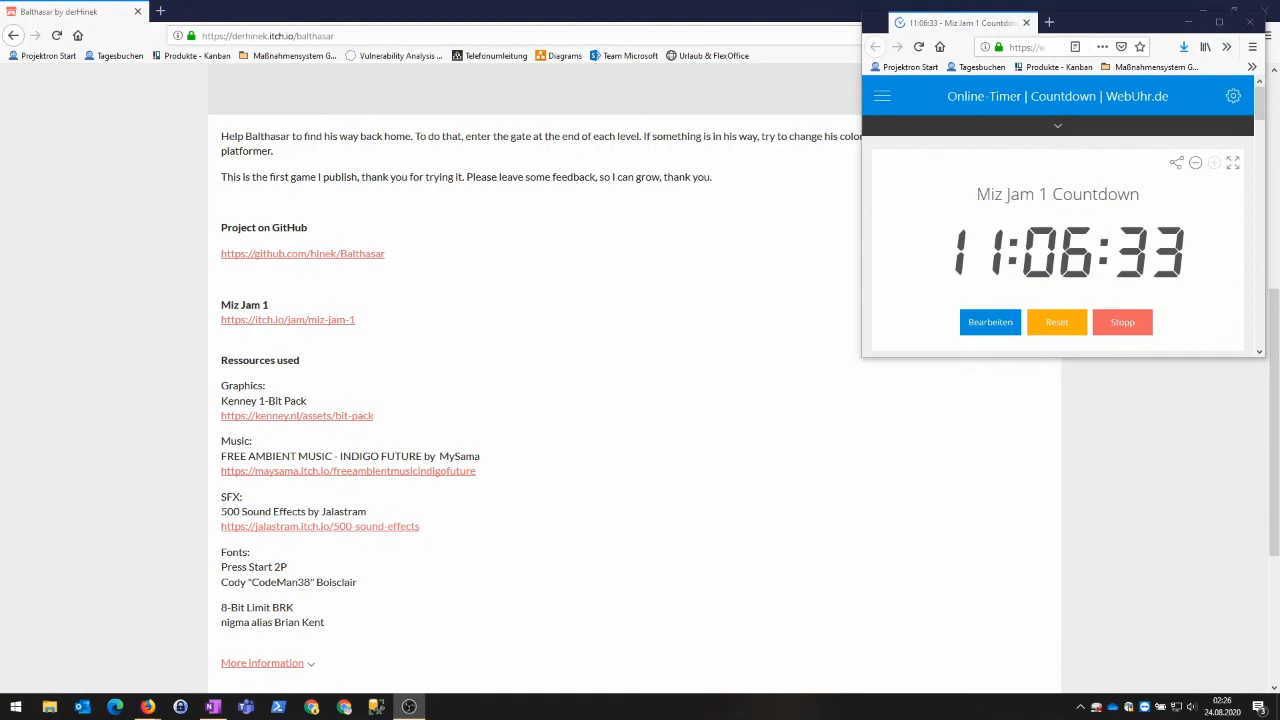 Balthasar by derHinek
https://derhinek.itch.io/balthasar
Projektron Start
Tagesbuchen
Produkte - Kanban
Maßnahmensystem G...
Vulnerability Analysis ...
Telefonumleitung
Diagrams
Team Microsoft
Urlaub & FlexOffice
Help Balthasar to find his way back home. To do that, enter the gate at the end of each level. If something is in his way, try to change his color
platformer.
This is the first game I publish, thank you for trying it. Please leave some feedback, so I can grow, thank you.
Project on GitHub
https://github.com/hinek/Balthasar
Miz Jam 1
https://itch.io/jam/miz-jam-1
Ressources used
Graphics:
Kenney 1-Bit Pack
https://kenney.nl/assets/bit-pack
Music:
FREE AMBIENT MUSIC - INDIGO FUTURE by MySama
https://maysama.itch.io/freeambientmusicindigofuture
SFX:
500 Sound Effects by Jalastram
https://jalastram.itch.io/500-sound-effects
Fonts:
Press Start 2P
Cody "CodeMan38" Boisclair
8-Bit Limit BRK
nigma alias Brian Kent
More information
11:06:33 - Miz Jam 1 Countdow
https://w
Projektron Start
Tagesbuchen
Produkte - Kanban
Maßnahmensystem G...
Online-Timer | Countdown | WebUhr.de
Miz Jam 1 Countdown
11:06:33
Bearbeiten
Reset
Stopp
02:26
24.08.2020